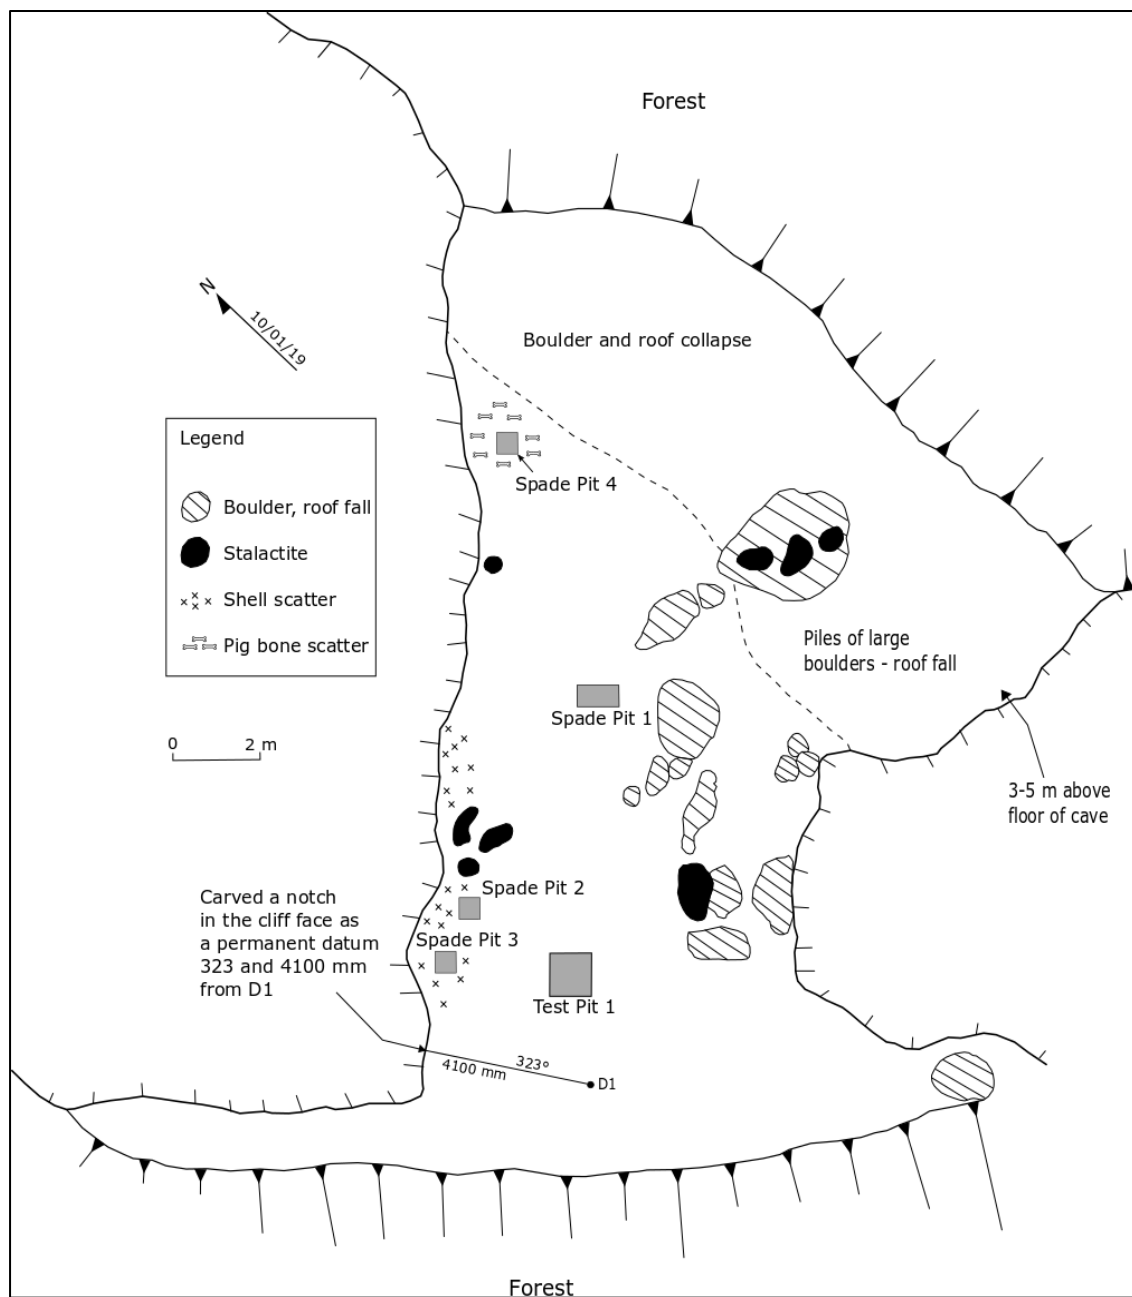 Forest
N
10/01/19
Boulder and roof collapse
Legend
Boulder, roof fall
Stalactite
Shell scatter
Pig bone scatter
Spade Pit 4
Piles of large
boulders - roof fall
Spade Pit 1
0 2 m
3-5 m above
floor of cave
Carved a notch
in the cliff face as
a permanent datum
323 and 4100 mm
from D1
Spade Pit 2
Spade Pit 3
Test Pit 1
323°
4100 mm
D1
Forest